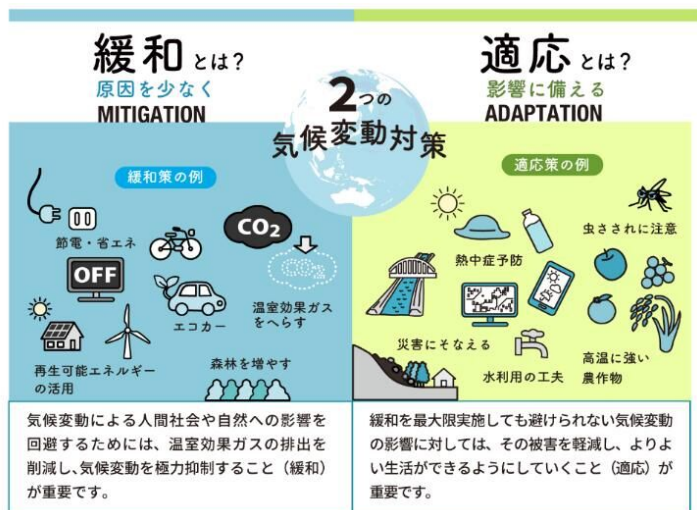 緩和とは?
原因を少なく
MITIGATION
2つの
気候変動対策
適応とは?
影響に備える
ADAPTATION
緩和策の例
節電・省エネ
OFF
CO₂
CO₂
エコカー
温室効果ガス
をへらす
再生可能エネルギー
の活用
森林を増やす
適応策の例
虫さされに注意
熱中症予防
災害にそなえる
水利用の工夫
高温に強い
農作物
気候変動による人間社会や自然への影響を
回避するためには、温室効果ガスの排出を
削減し、気候変動を極力抑制すること（緩和）
が重要です。
緩和を最大限実施しても避けられない気候変動
の影響に対しては、その被害を軽減し、よりよ
い生活ができるようにしていくこと（適応）が
重要です。